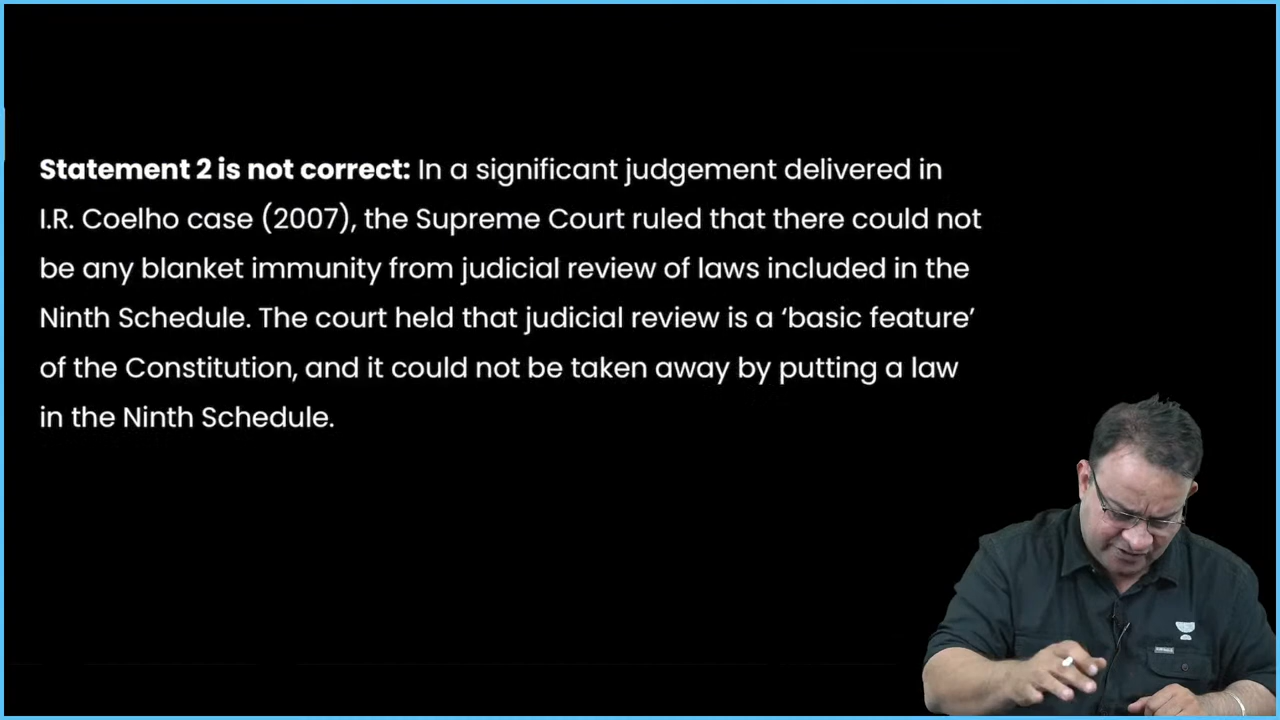 Statement 2 is not correct: In a significant judgement delivered in
I.R. Coelho case (2007), the Supreme Court ruled that there could not
be any blanket immunity from judicial review of laws included in the
Ninth Schedule. The court held that judicial review is a ‘basic feature’
of the Constitution, and it could not be taken away by putting a law
in the Ninth Schedule.